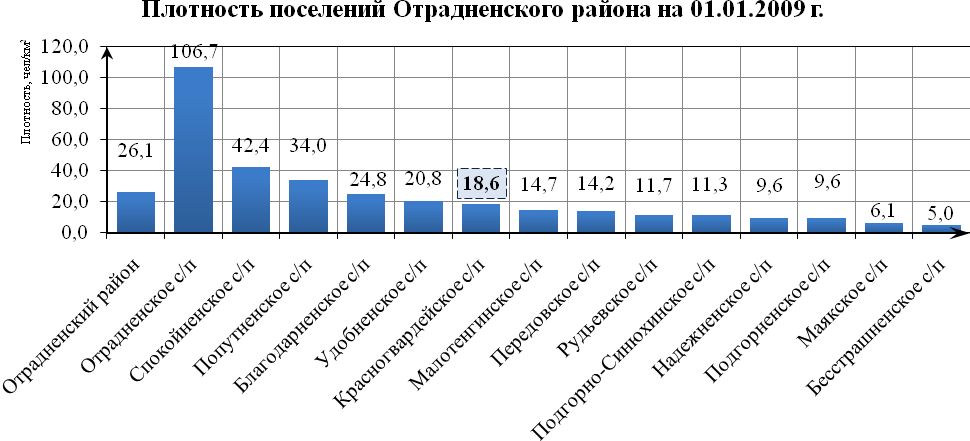 Плотность поселений Отрадненского района на 01.01.2009 г.
Плотность, чел/км²
120,0
100,0
80,0
60,0
40,0
20,0
0,0
26,1
106,7
42,4
34,0
24,8
20,8
18,6
14,7
14,2
11,7
11,3
9,6
9,6
6,1
5,0
Отрадненский район
Отрадненское с/п
Спокойненское с/п
Попутненское с/п
Благодарненское с/п
Удобненское с/п
Красногвардейское с/п
Малотенгинское с/п
Передовское с/п
Рудьевское с/п
Подгорно-Синюхинское с/п
Надежненское с/п
Подгорненское с/п
Маякское с/п
Бесстрашненское с/п